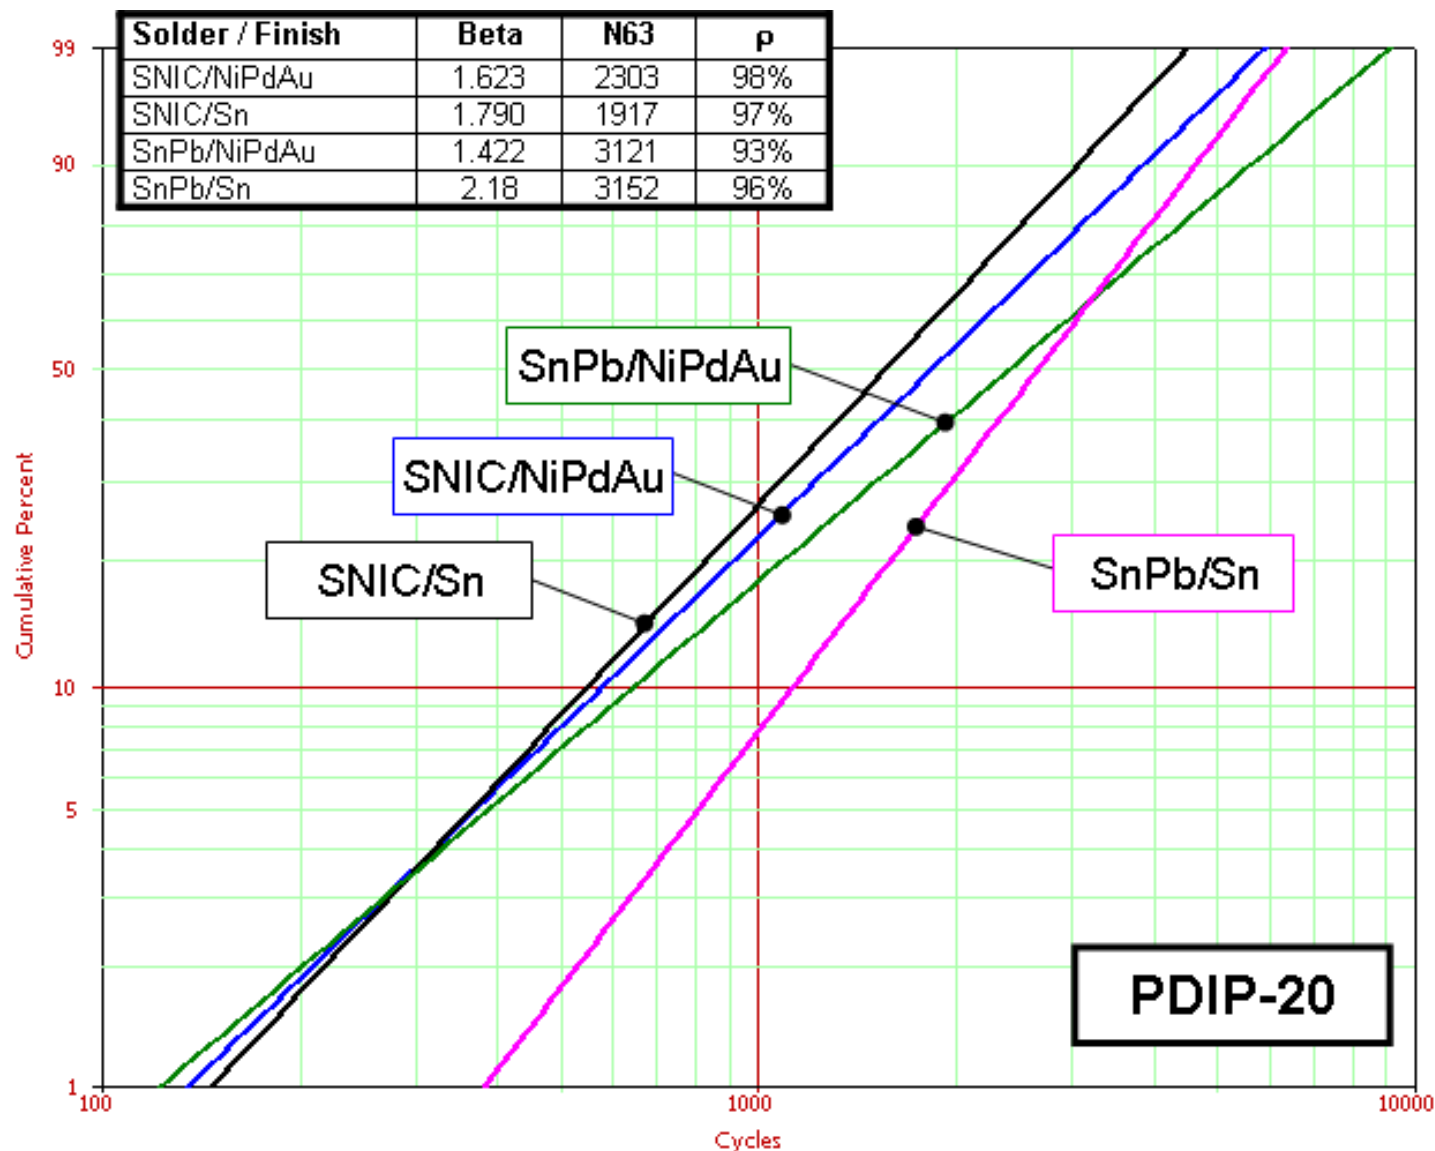 Solder / Finish Beta N63 ρ
SNIC/NiPdAu 1.623 2303 98%
SNIC/Sn 1.790 1917 97%
SnPb/NiPdAu 1.422 3121 93%
SnPb/Sn 2.18 3152 96%
99
90
50
10
5
1
Cumulative Percent
SnPb/NiPdAu
SNIC/NiPdAu
SNIC/Sn
SnPb/Sn
PDIP-20
100 1000 10000
Cycles